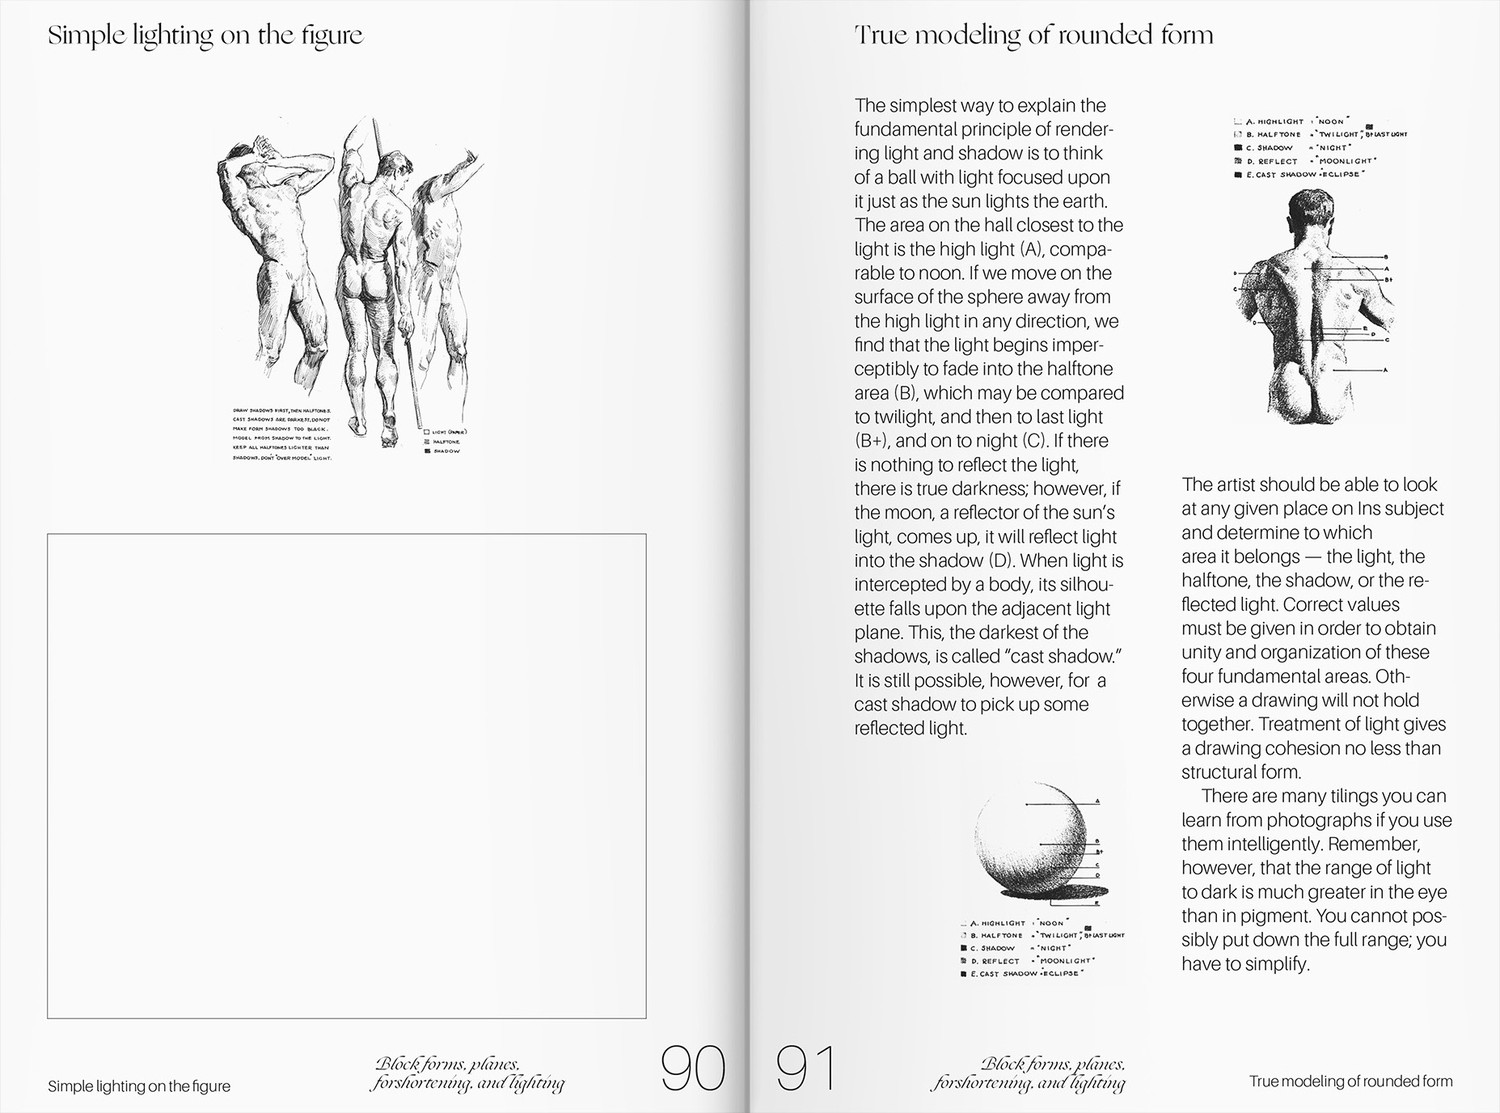 Simple lighting on the figure
DRAW SHADOWS FIRST, THEN HALFTONES.
CAST SHADOWS ARE DARKEST. DO NOT
MAKE FORM SHADOWS TOO BLACK.
MODEL FROM SHADOW TO THE LIGHT.
KEEP ALL HALFTONES LIGHTER THAN
SHADOWS. DON'T "OVER MODEL" LIGHT.
LIGHT (PAPER)
HALFTONE
SHADOW
Simple lighting on the figure
Block forms, planes,
forshortening, and lighting
90
True modeling of rounded form
The simplest way to explain the
fundamental principle of render-
ing light and shadow is to think
of a ball with light focused upon
it just as the sun lights the earth.
The area on the hall closest to the
light is the high light (A), compa-
rable to noon. If we move on the
surface of the sphere away from
the high light in any direction, we
find that the light begins imper-
ceptibly to fade into the halftone
area (B), which may be compared
to twilight, and then to last light
(B+), and on to night (C). If there
is nothing to reflect the light,
there is true darkness; however, if
the moon, a reflector of the sun's
light, comes up, it will reflect light
into the shadow (D). When light is
intercepted by a body, its silhou-
ette falls upon the adjacent light
plane. This, the darkest of the
shadows, is called "cast shadow."
It is still possible, however, for a
cast shadow to pick up some
reflected light.
A
B
B+
C
D
E
A. HIGHLIGHT = "NOON"
B. HALFTONE = "TWILIGHT", B+ LAST LIGHT
C. SHADOW = "NIGHT"
D. REFLECT = "MOONLIGHT"
E. CAST SHADOW = "ECLIPSE"
A. HIGHLIGHT = "NOON"
B. HALFTONE = "TWILIGHT", B+ LAST LIGHT
C. SHADOW = "NIGHT"
D. REFLECT = "MOONLIGHT"
E. CAST SHADOW = "ECLIPSE"
B
A
B+
D
C
D
E
D
C
A
The artist should be able to look
at any given place on Ins subject
and determine to which
area it belongs — the light, the
halftone, the shadow, or the re-
flected light. Correct values
must be given in order to obtain
unity and organization of these
four fundamental areas. Oth-
erwise a drawing will not hold
together. Treatment of light gives
a drawing cohesion no less than
structural form.
There are many tilings you can
learn from photographs if you use
them intelligently. Remember,
however, that the range of light
to dark is much greater in the eye
than in pigment. You cannot pos-
sibly put down the full range; you
have to simplify.
91
Block forms, planes,
forshortening, and lighting
True modeling of rounded form